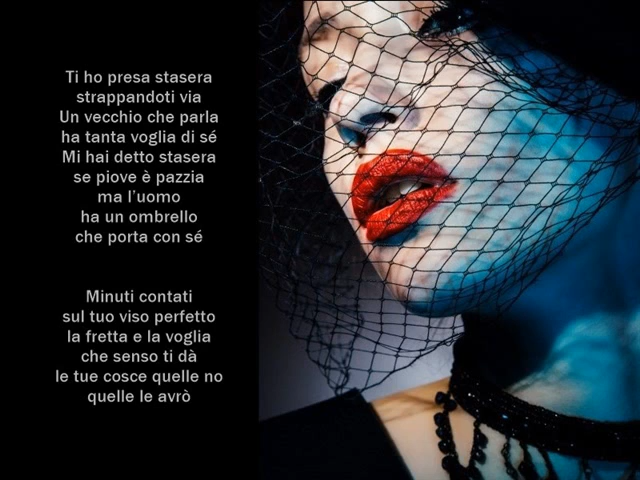 Ti ho presa stasera
strappandoti via
Un vecchio che parla
ha tanta voglia di sé
Mi hai detto stasera
se piove è pazzia
ma l'uomo
ha un ombrello
che porta con sé
Minuti contati
sul tuo viso perfetto
la fretta e la voglia
che senso ti dà
le tue cosce quelle no
quelle le avrò